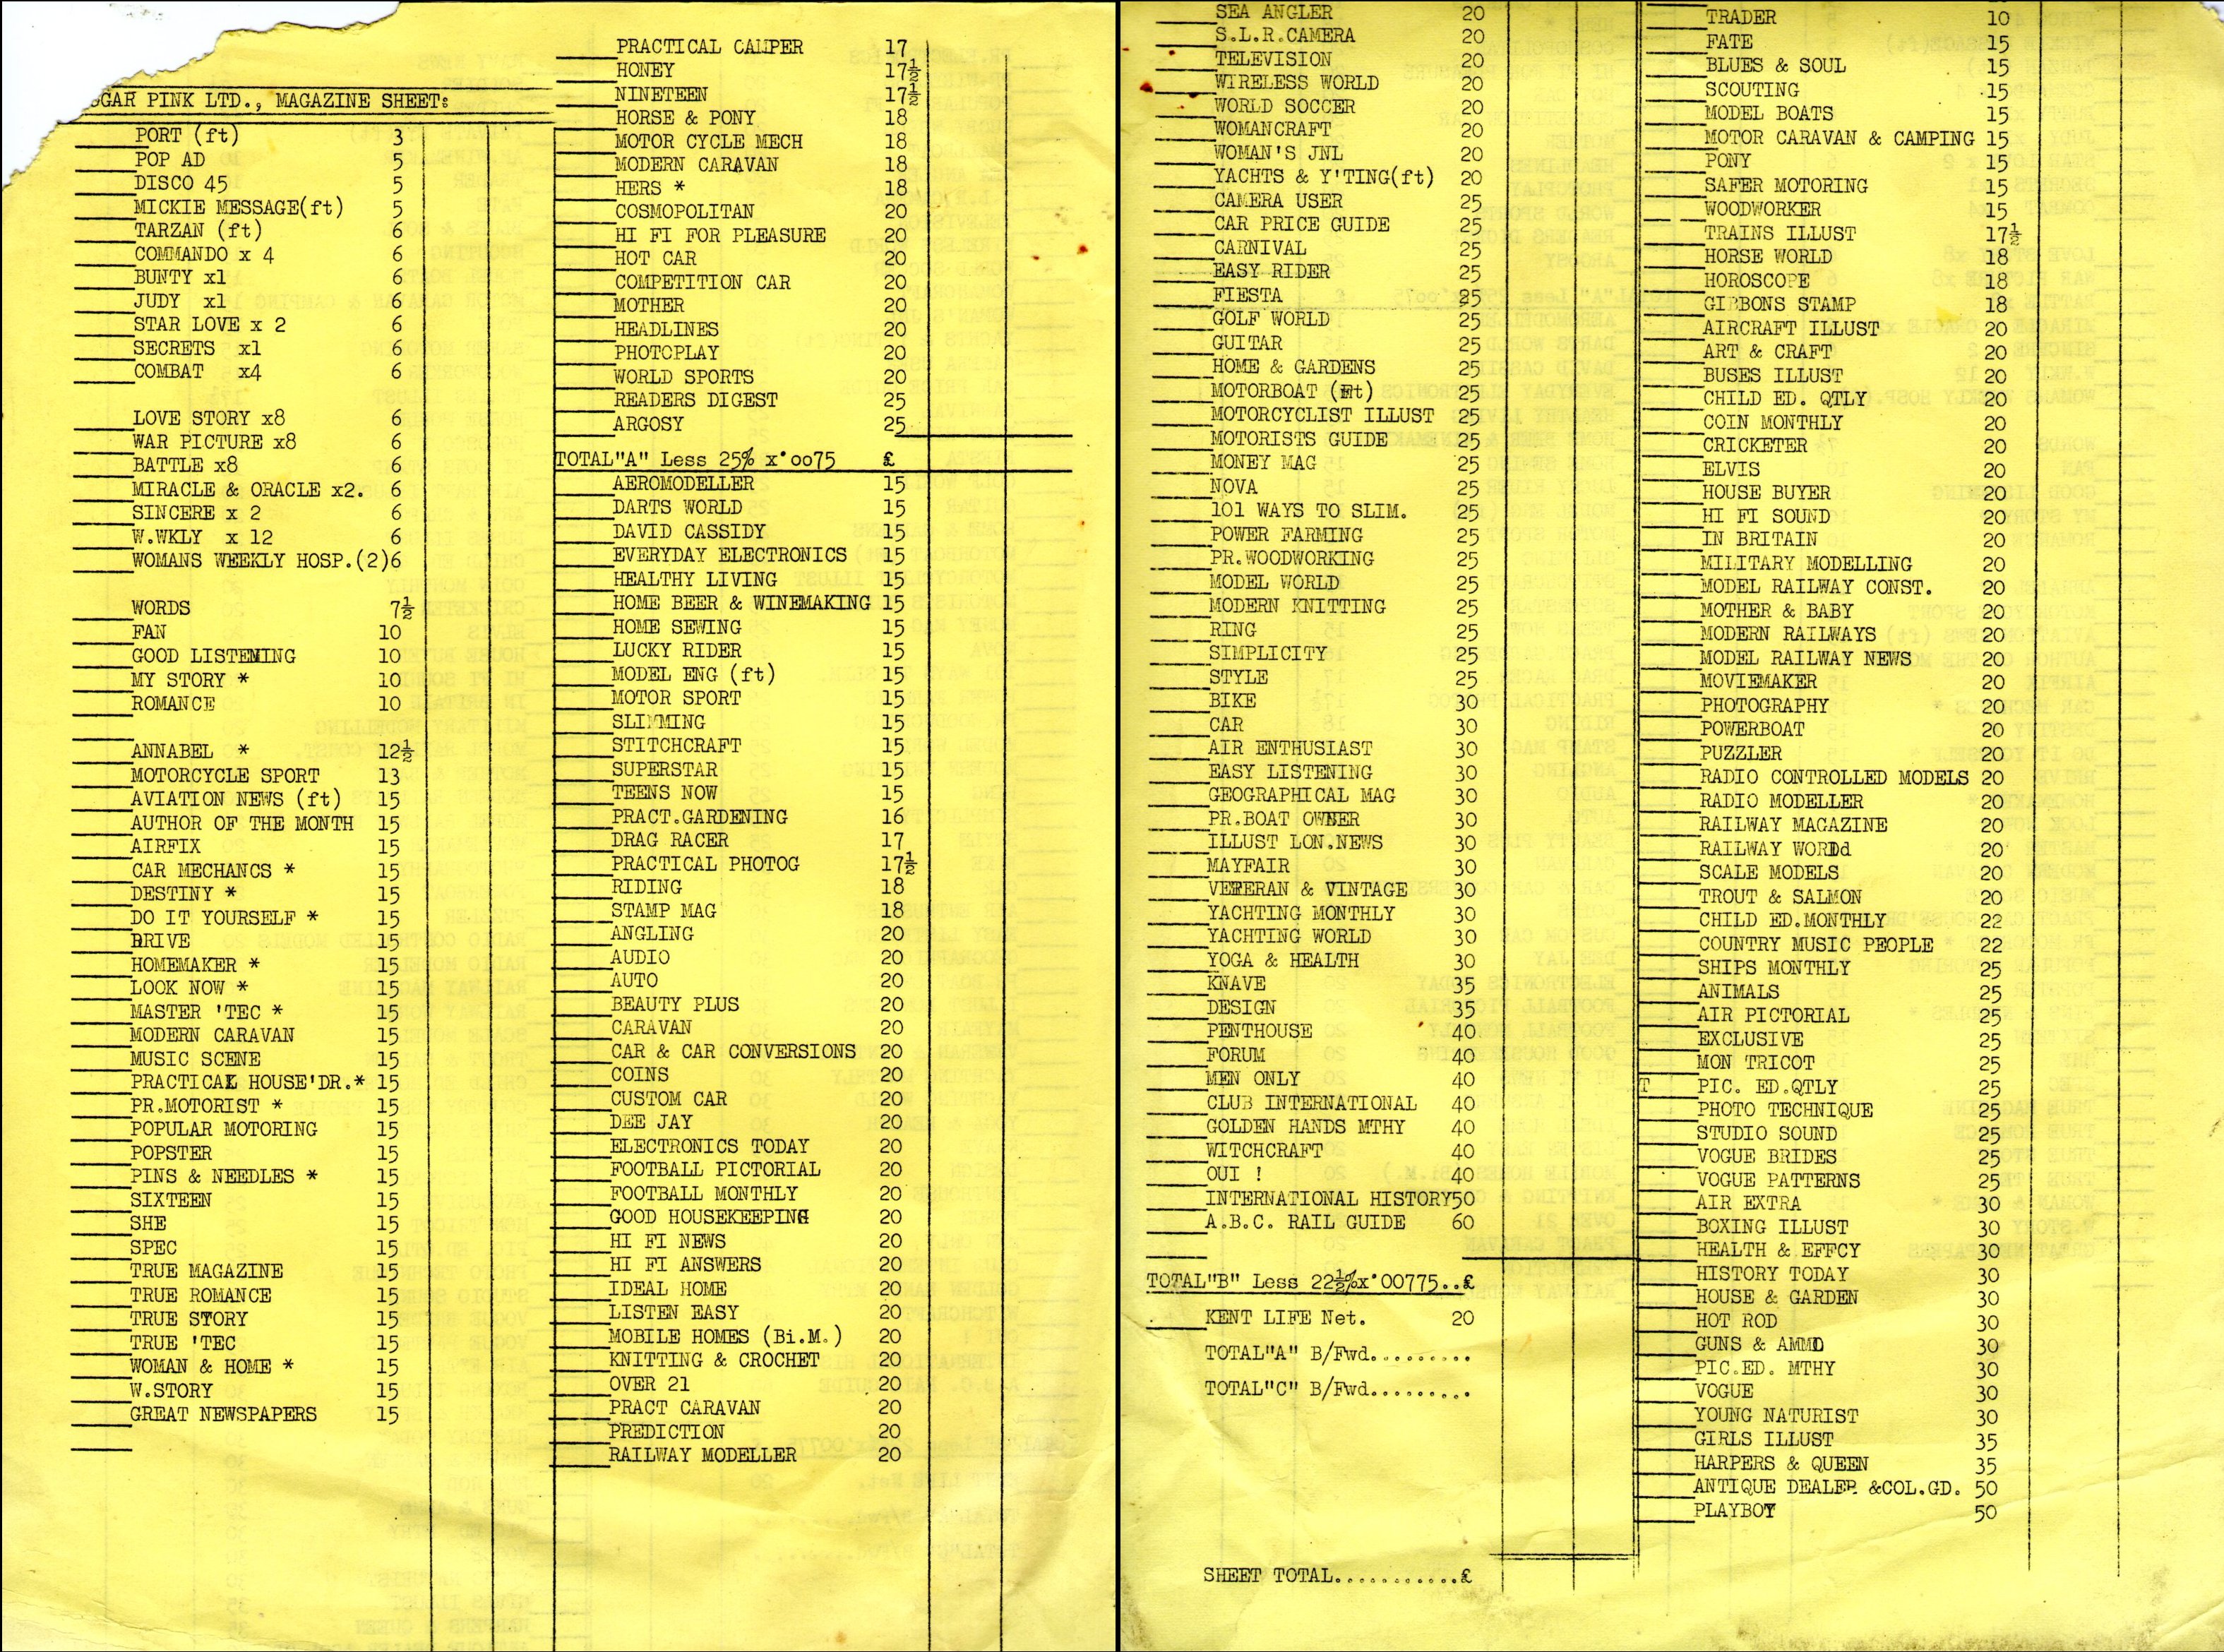 GAR PINK LTD., MAGAZINE SHEET:
PORT (ft) 3
POP AD 5
DISCO 45 5
MICKIE MESSAGE(ft) 5
TARZAN (ft) 6
COMMANDO x 4 6
BUNTY x1 6
JUDY x1 6
STAR LOVE x 2 6
SECRETS x1 6
COMBAT x4 6
LOVE STORY x8 6
WAR PICTURE x8 6
BATTLE x8 6
MIRACLE & ORACLE x2. 6
SINCERE x 2 6
W.WKLY x 12 6
WOMANS WEEKLY HOSP.(2)6
WORDS 7½
FAN 10
GOOD LISTENING 10
MY STORY * 10
ROMANCE 10
ANNABEL * 12½
MOTORCYCLE SPORT 13
AVIATION NEWS (ft) 15
AUTHOR OF THE MONTH 15
AIRFIX 15
CAR MECHANCS * 15
DESTINY * 15
DO IT YOURSELF * 15
DRIVE 15
HOMEMAKER * 15
LOOK NOW * 15
MASTER 'TEC * 15
MODERN CARAVAN 15
MUSIC SCENE 15
PRACTICAL HOUSE'DR.* 15
PR.MOTORIST * 15
POPULAR MOTORING 15
POPSTER 15
PINS & NEEDLES * 15
SIXTEEN 15
SHE 15
SPEC 15
TRUE MAGAZINE 15
TRUE ROMANCE 15
TRUE STORY 15
TRUE 'TEC 15
WOMAN & HOME * 15
W.STORY 15
GREAT NEWSPAPERS 15
PRACTICAL CAMPER 17
HONEY 17½
NINETEEN 17½
HORSE & PONY 18
MOTOR CYCLE MECH 18
MODERN CARAVAN 18
HERS * 18
COSMOPOLITAN 20
HI FI FOR PLEASURE 20
HOT CAR 20
COMPETITION CAR 20
MOTHER 20
HEADLINES 20
PHOTOPLAY 20
WORLD SPORTS 20
READERS DIGEST 25
ARGOSY 25
TOTAL"A" Less 25% x'oo75 £
AEROMODELLER 15
DARTS WORLD 15
DAVID CASSIDY 15
EVERYDAY ELECTRONICS 15
HEALTHY LIVING 15
HOME BEER & WINEMAKING 15
HOME SEWING 15
LUCKY RIDER 15
MODEL ENG (ft) 15
MOTOR SPORT 15
SLIMMING 15
STITCHCRAFT 15
SUPERSTAR 15
TEENS NOW 15
PRACT.GARDENING 16
DRAG RACER 17
PRACTICAL PHOTOG 17½
RIDING 18
STAMP MAG 18
ANGLING 20
AUDIO 20
AUTO 20
BEAUTY PLUS 20
CARAVAN 20
CAR & CAR CONVERSIONS 20
COINS 20
CUSTOM CAR 20
DEE JAY 20
ELECTRONICS TODAY 20
FOOTBALL PICTORIAL 20
FOOTBALL MONTHLY 20
GOOD HOUSEKEEPING 20
HI FI NEWS 20
HI FI ANSWERS 20
IDEAL HOME 20
LISTEN EASY 20
MOBILE HOMES (Bi.M.) 20
KNITTING & CROCHET 20
OVER 21 20
PRACT CARAVAN 20
PREDICTION 20
RAILWAY MODELLER 20
SEA ANGLER 20
S.L.R.CAMERA 20
TELEVISION 20
WIRELESS WORLD 20
WORLD SOCCER 20
WOMANCRAFT 20
WOMAN'S JNL 20
YACHTS & Y'TING(ft) 20
CAMERA USER 25
CAR PRICE GUIDE 25
CARNIVAL 25
EASY RIDER 25
FIESTA 25
GOLF WORLD 25
GUITAR 25
HOME & GARDENS 25
MOTORBOAT (ft) 25
MOTORCYCLIST ILLUST 25
MOTORISTS GUIDE 25
MONEY MAG 25
NOVA 25
101 WAYS TO SLIM. 25
POWER FARMING 25
PR.WOODWORKING 25
MODEL WORLD 25
MODERN KNITTING 25
RING 25
SIMPLICITY 25
STYLE 25
BIKE 30
CAR 30
AIR ENTHUSIAST 30
EASY LISTENING 30
GEOGRAPHICAL MAG 30
PR.BOAT OWNER 30
ILLUST LON.NEWS 30
MAYFAIR 30
VETERAN & VINTAGE 30
YACHTING MONTHLY 30
YACHTING WORLD 30
YOGA & HEALTH 30
KNAVE 35
DESIGN 35
PENTHOUSE 40
FORUM 40
MEN ONLY 40
CLUB INTERNATIONAL 40
GOLDEN HANDS MTHY 40
WITCHCRAFT 40
OUI ! 40
INTERNATIONAL HISTORY50
A.B.C. RAIL GUIDE 60
TOTAL"B" Less 22½%x'00775..£
KENT LIFE Net. 20
TOTAL"A" B/Fwd.........
TOTAL"C" B/Fwd.........
SHEET TOTAL...........£
TRADER 10
FATE 15
BLUES & SOUL 15
SCOUTING 15
MODEL BOATS 15
MOTOR CARAVAN & CAMPING 15
PONY 15
SAFER MOTORING 15
WOODWORKER 15
TRAINS ILLUST 17½
HORSE WORLD 18
HOROSCOPE 18
GIBBONS STAMP 18
AIRCRAFT ILLUST 20
ART & CRAFT 20
BUSES ILLUST 20
CHILD ED. QTLY 20
COIN MONTHLY 20
CRICKETER 20
ELVIS 20
HOUSE BUYER 20
HI FI SOUND 20
IN BRITAIN 20
MILITARY MODELLING 20
MODEL RAILWAY CONST. 20
MOTHER & BABY 20
MODERN RAILWAYS 20
MODEL RAILWAY NEWS 20
MOVIEMAKER 20
PHOTOGRAPHY 20
POWERBOAT 20
PUZZLER 20
RADIO CONTROLLED MODELS 20
RADIO MODELLER 20
RAILWAY MAGAZINE 20
RAILWAY WORDd 20
SCALE MODELS 20
TROUT & SALMON 20
CHILD ED.MONTHLY 22
COUNTRY MUSIC PEOPLE 22
SHIPS MONTHLY 25
ANIMALS 25
AIR PICTORIAL 25
EXCLUSIVE 25
MON TRICOT 25
T PIC. ED.QTLY 25
PHOTO TECHNIQUE 25
STUDIO SOUND 25
VOGUE BRIDES 25
VOGUE PATTERNS 25
AIR EXTRA 30
BOXING ILLUST 30
HEALTH & EFFCY 30
HISTORY TODAY 30
HOUSE & GARDEN 30
HOT ROD 30
GUNS & AMMO 30
PIC.ED. MTHY 30
VOGUE 30
YOUNG NATURIST 30
GIRLS ILLUST 35
HARPERS & QUEEN 35
ANTIQUE DEALER &COL.GD. 50
PLAYBOY 50